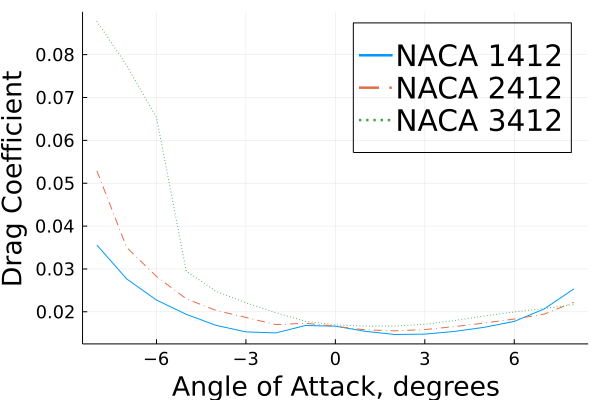 Drag Coefficient
0.08
0.07
0.06
0.05
0.04
0.03
0.02
NACA 1412
NACA 2412
NACA 3412
−6
−3
0
3
6
Angle of Attack, degrees